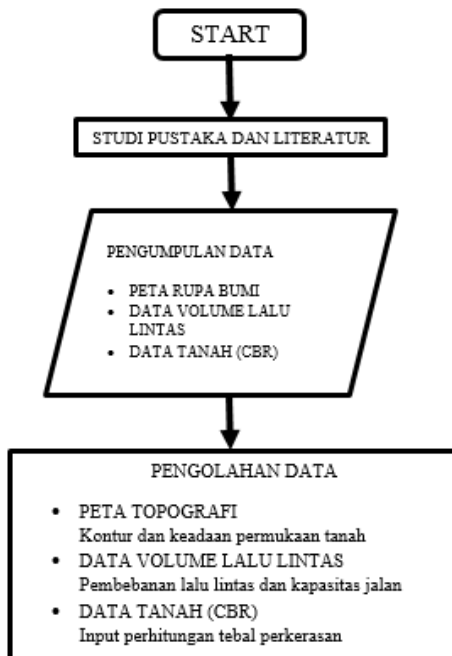 START
STUDI PUSTAKA DAN LITERATUR
PENGUMPULAN DATA
• PETA RUPA BUMI
• DATA VOLUME LALU
LINTAS
• DATA TANAH (CBR)
PENGOLAHAN DATA
• PETA TOPOGRAFI
Kontur dan keadaan permukaan tanah
• DATA VOLUME LALU LINTAS
Pembebanan lalu lintas dan kapasitas jalan
• DATA TANAH (CBR)
Input perhitungan tebal perkerasan